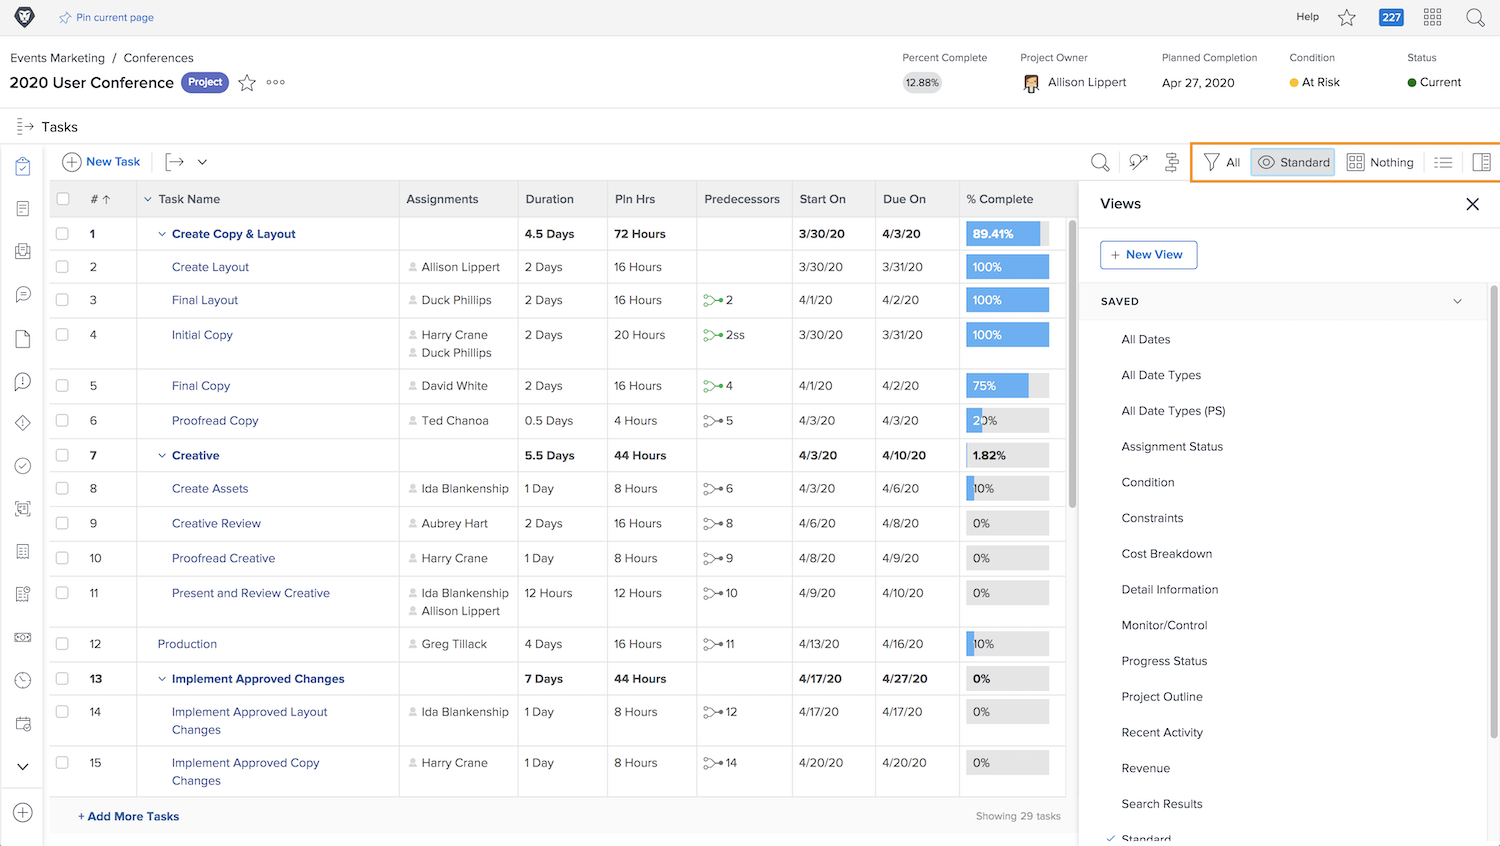 Pin current page
Help
227
Events Marketing / Conferences
2020 User Conference Project
Percent Complete
12.88%
Project Owner
Allison Lippert
Planned Completion
Apr 27, 2020
Condition
At Risk
Status
Current
Tasks
New Task
All Standard Nothing
# Task Name Assignments Duration Pln Hrs Predecessors Start On Due On % Complete
1 Create Copy & Layout 4.5 Days 72 Hours 3/30/20 4/3/20 89.41%
2 Create Layout Allison Lippert 2 Days 16 Hours 3/30/20 3/31/20 100%
3 Final Layout Duck Phillips 2 Days 16 Hours 2 4/1/20 4/2/20 100%
4 Initial Copy Harry Crane 2 Days 20 Hours 2ss 3/30/20 3/31/20 100%
Duck Phillips
5 Final Copy David White 2 Days 16 Hours 4 4/1/20 4/2/20 75%
6 Proofread Copy Ted Chanoa 0.5 Days 4 Hours 5 4/3/20 4/3/20 20%
7 Creative 5.5 Days 44 Hours 4/3/20 4/10/20 1.82%
8 Create Assets Ida Blankenship 1 Day 8 Hours 6 4/3/20 4/6/20 10%
9 Creative Review Aubrey Hart 2 Days 16 Hours 8 4/6/20 4/8/20 0%
10 Proofread Creative Harry Crane 1 Day 8 Hours 9 4/8/20 4/9/20 0%
11 Present and Review Creative Ida Blankenship 12 Hours 12 Hours 10 4/9/20 4/10/20 0%
Allison Lippert
12 Production Greg Tillack 4 Days 16 Hours 11 4/13/20 4/16/20 10%
13 Implement Approved Changes 7 Days 44 Hours 4/17/20 4/27/20 0%
14 Implement Approved Layout Ida Blankenship 1 Day 8 Hours 12 4/17/20 4/17/20 0%
Changes
15 Implement Approved Copy Harry Crane 1 Day 8 Hours 14 4/20/20 4/20/20 0%
Changes
+ Add More Tasks
Showing 29 tasks
Views
+ New View
SAVED
All Dates
All Date Types
All Date Types (PS)
Assignment Status
Condition
Constraints
Cost Breakdown
Detail Information
Monitor/Control
Progress Status
Project Outline
Recent Activity
Revenue
Search Results
Standard